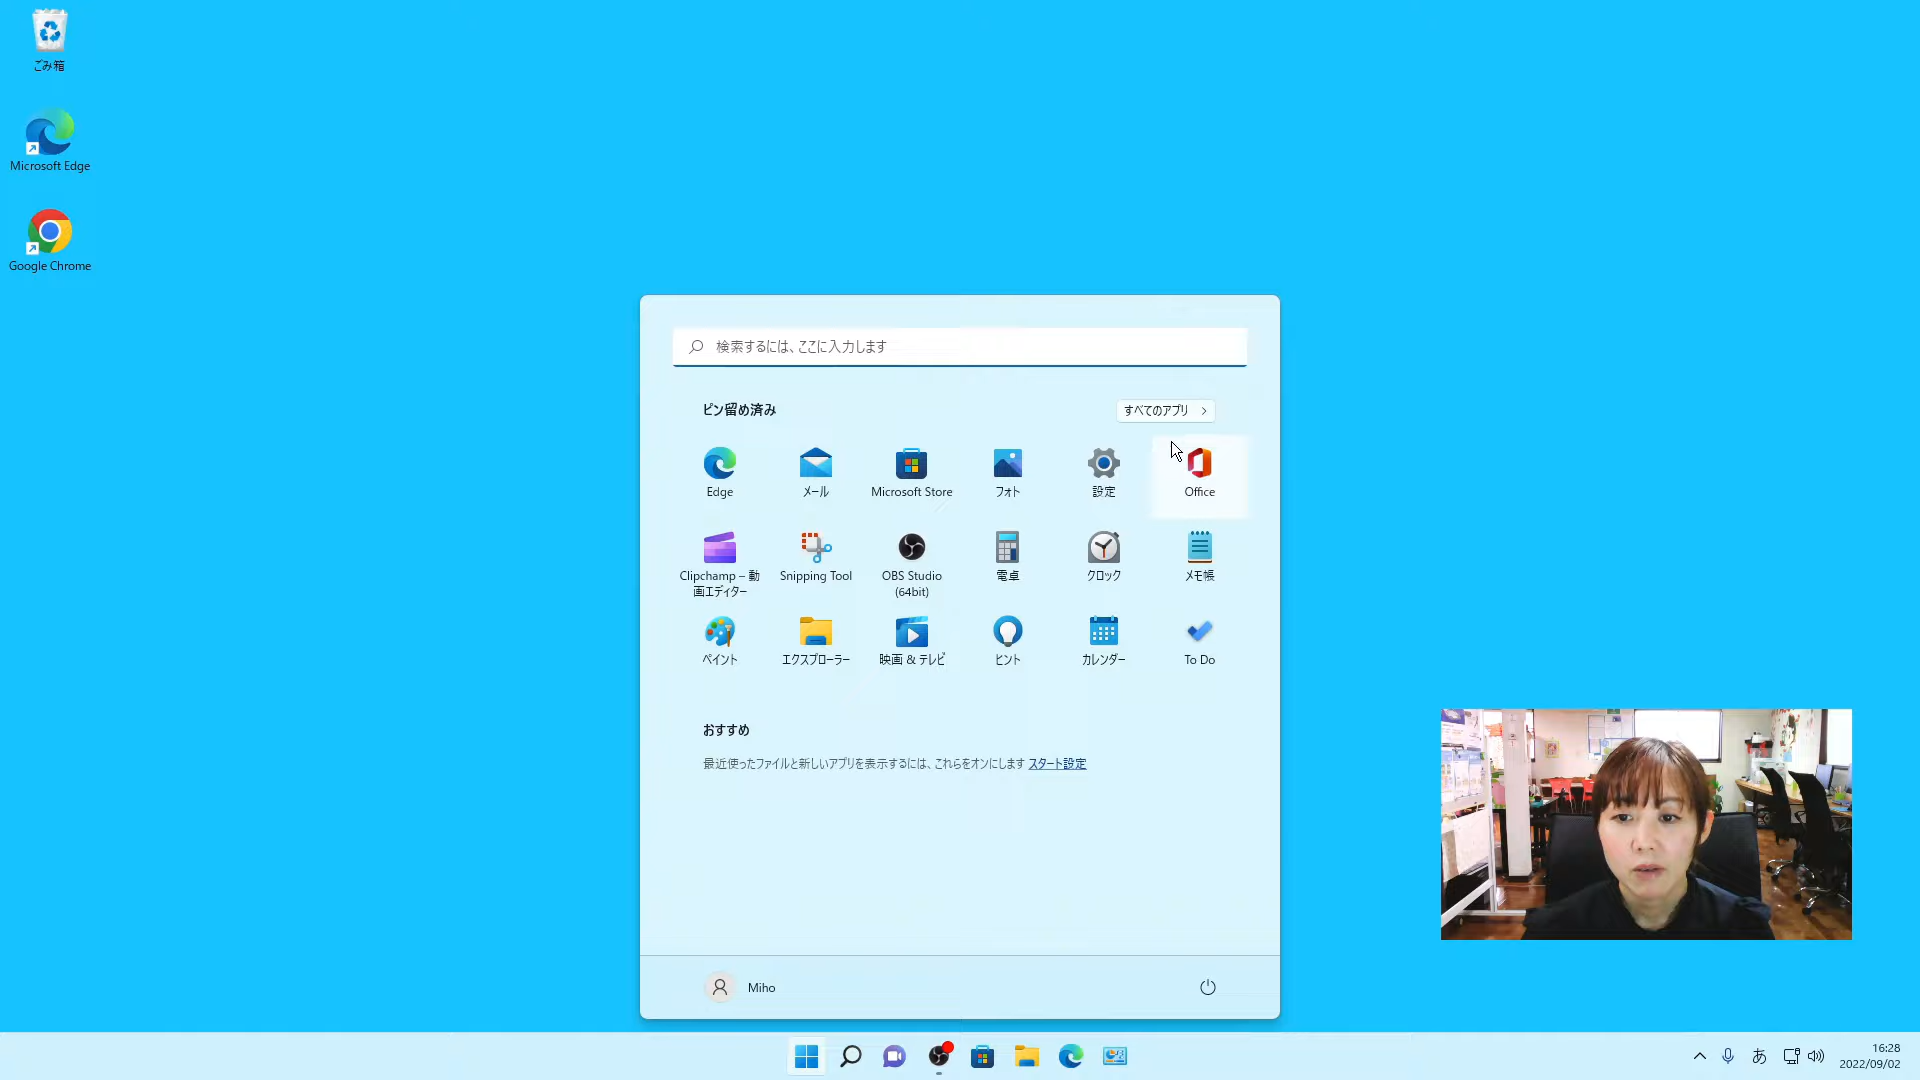 ごみ箱
Microsoft Edge
Google Chrome
検索するには、ここに入力します
ピン留め済み
すべてのアプリ
Edge
メール
Microsoft Store
フォト
設定
Office
Clipchamp – 動
画エディター
Snipping Tool
OBS Studio
(64bit)
電卓
クロック
メモ帳
ペイント
エクスプローラー
映画 & テレビ
ヒント
カレンダー
To Do
おすすめ
最近使ったファイルと新しいアプリを表示するには、これらをオンにします スタート設定
Miho
あ
16:28
2022/09/02